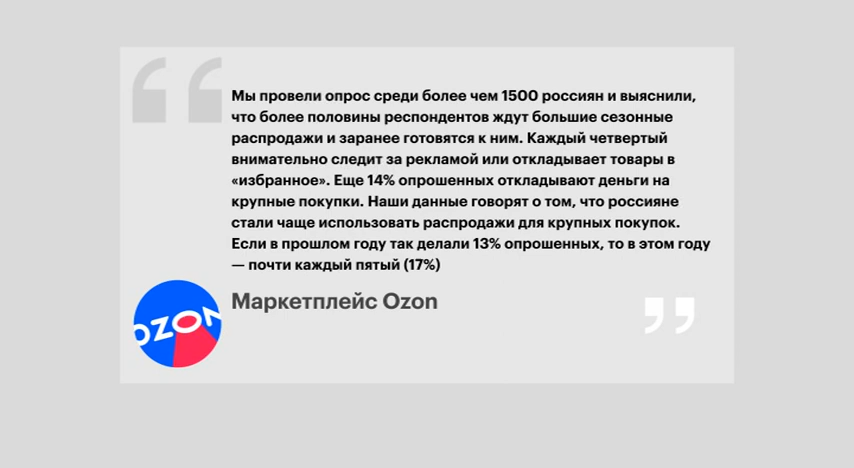 Мы провели опрос среди более чем 1500 россиян и выяснили,
что более половины респондентов ждут большие сезонные
распродажи и заранее готовятся к ним. Каждый четвертый
внимательно следит за рекламой или откладывает товары в
«избранное». Еще 14% опрошенных откладывают деньги на
крупные покупки. Наши данные говорят о том, что россияне
стали чаще использовать распродажи для крупных покупок.
Если в прошлом году так делали 13% опрошенных, то в этом году
— почти каждый пятый (17%)
Маркетплейс Ozon
OZON